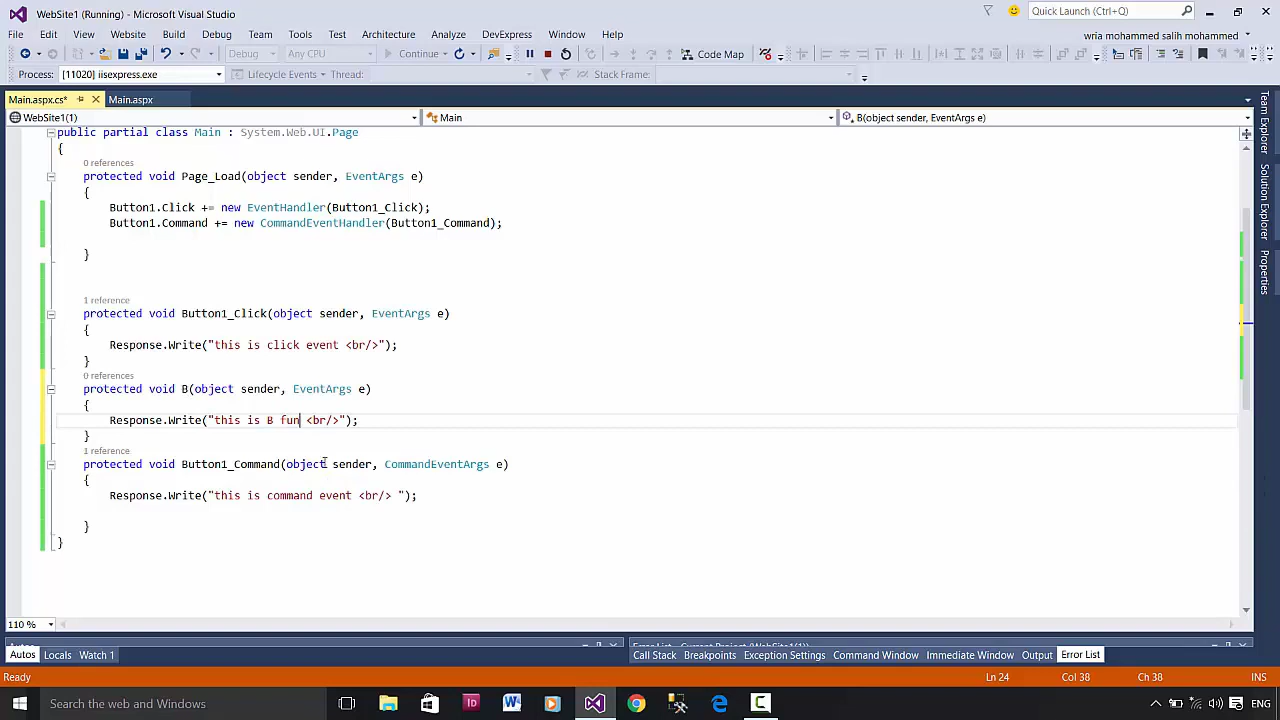 WebSite1 (Running) - Microsoft Visual Studio
Quick Launch (Ctrl+Q)
File Edit View Website Build Debug Team Tools Test Architecture Analyze DevExpress Window Help
wria mohammed salih mohammed
Debug Any CPU Continue Code Map
Process: [11020] iisexpress.exe Lifecycle Events Thread: Stack Frame:
Main.aspx.cs* Main.aspx
WebSite1(1) Main B(object sender, EventArgs e)
public partial class Main : System.Web.UI.Page
{
0 references
protected void Page_Load(object sender, EventArgs e)
{
Button1.Click += new EventHandler(Button1_Click);
Button1.Command += new CommandEventHandler(Button1_Command);
}
1 reference
protected void Button1_Click(object sender, EventArgs e)
{
Response.Write("this is click event <br/>");
}
0 references
protected void B(object sender, EventArgs e)
{
Response.Write("this is B fun <br/>");
}
1 reference
protected void Button1_Command(object sender, CommandEventArgs e)
{
Response.Write("this is command event <br/> ");
}
}
110 %
Team Explorer
Solution Explorer
Properties
Autos Locals Watch 1
Call Stack Breakpoints Exception Settings Command Window Immediate Window Output Error List
Ready Ln 24 Col 38 Ch 38 INS
Search the web and Windows
ENG